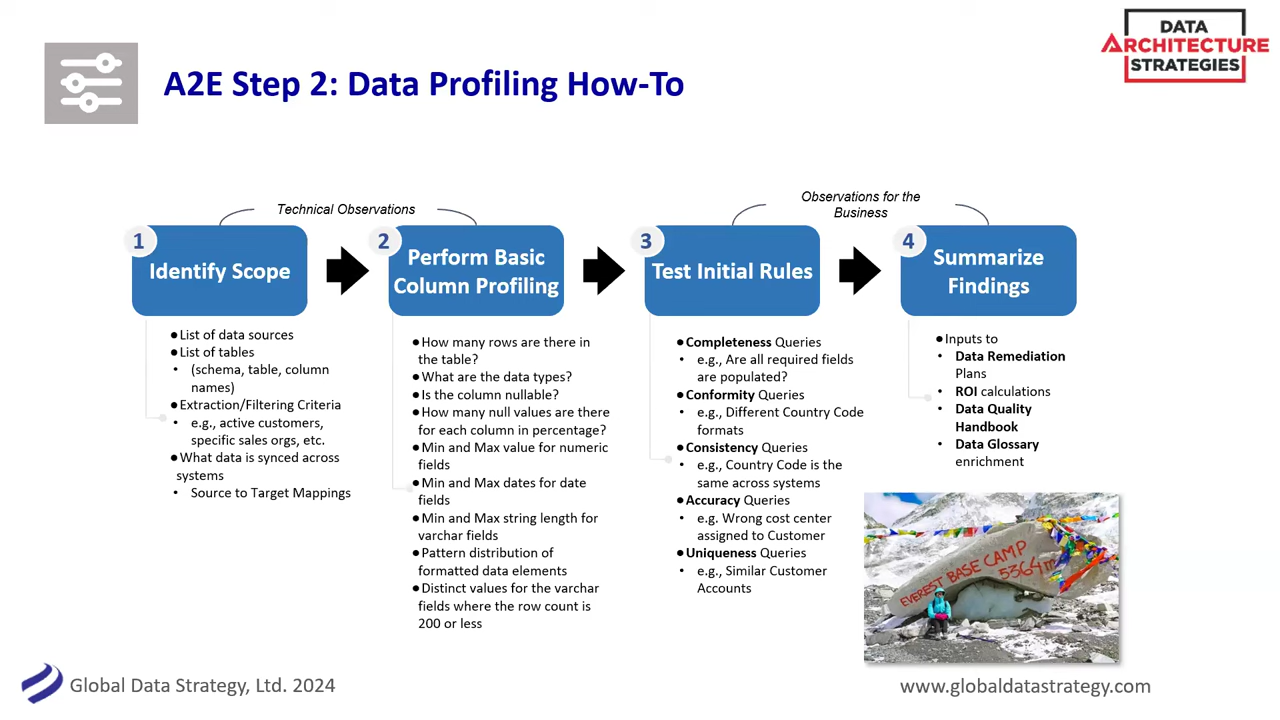 DATA
ARCHITECTURE
STRATEGIES
A2E Step 2: Data Profiling How-To
Technical Observations
Observations for the
Business
1
Identify Scope
●List of data sources
●List of tables
• (schema, table, column
names)
●Extraction/Filtering Criteria
• e.g., active customers,
specific sales orgs, etc.
●What data is synced across
systems
• Source to Target Mappings
2
Perform Basic
Column Profiling
●How many rows are there in
the table?
●What are the data types?
●Is the column nullable?
●How many null values are there
for each column in percentage?
●Min and Max value for numeric
fields
●Min and Max dates for date
fields
●Min and Max string length for
varchar fields
●Pattern distribution of
formatted data elements
●Distinct values for the varchar
fields where the row count is
200 or less
3
Test Initial Rules
●Completeness Queries
• e.g., Are all required fields
are populated?
●Conformity Queries
• e.g., Different Country Code
formats
●Consistency Queries
• e.g., Country Code is the
same across systems
●Accuracy Queries
• e.g. Wrong cost center
assigned to Customer
●Uniqueness Queries
• e.g., Similar Customer
Accounts
4
Summarize
Findings
●Inputs to
• Data Remediation
Plans
• ROI calculations
• Data Quality
Handbook
• Data Glossary
enrichment
EVEREST BASE CAMP
5364m
Global Data Strategy, Ltd. 2024
www.globaldatastrategy.com